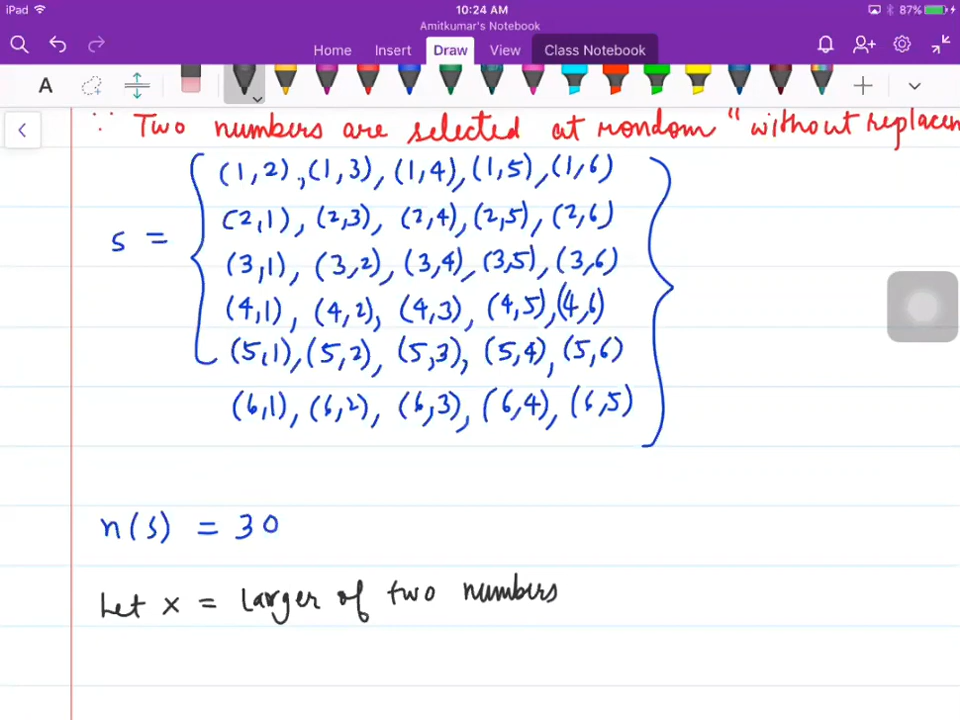 iPad 10:24 AM 87%
Amitkumar's Notebook
Home Insert Draw View Class Notebook
A
∵ Two numbers are selected at rondom "without replacen
S = { (1,2), (1,3), (1,4), (1,5), (1,6)
(2,1), (2,3), (2,4), (2,5), (2,6)
(3,1), (3,2), (3,4), (3,5), (3,6)
(4,1), (4,2), (4,3), (4,5), (4,6)
(5,1), (5,2), (5,3), (5,4), (5,6)
(6,1), (6,2), (6,3), (6,4), (6,5) }
n(s) = 30
Let x = larger of two numbers